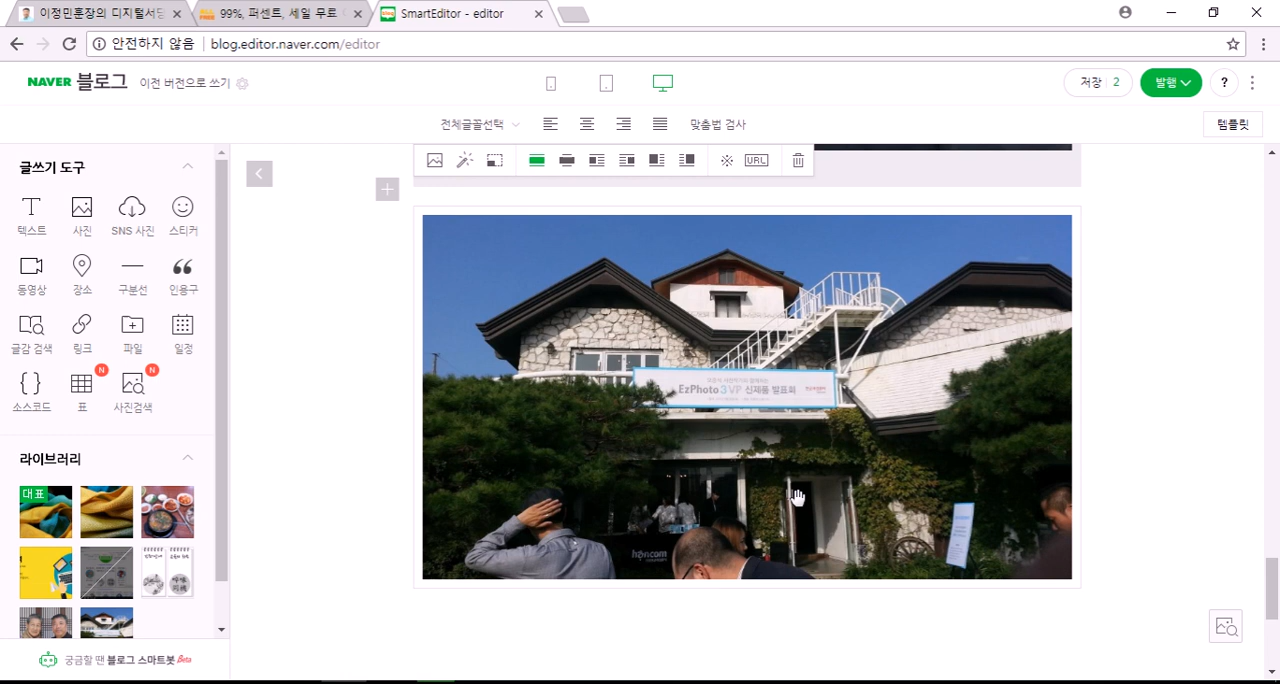 이정민훈장의 디지털서당
99%, 퍼센트, 세일 무료
SmartEditor - editor
안전하지 않음
blog.editor.naver.com/editor
NAVER 블로그
이전 버전으로 쓰기
저장 2
발행
?
전체글꼴선택
맞춤법 검사
템플릿
글쓰기 도구
URL
텍스트
사진
SNS 사진
스티커
동영상
장소
구분선
인용구
글감 검색
링크
파일
일정
N
N
소스코드
표
사진검색
EzPhoto3VP 신제품 발표회
라이브러리
대표
honcom
궁금할 땐 블로그 스마트봇 Beta